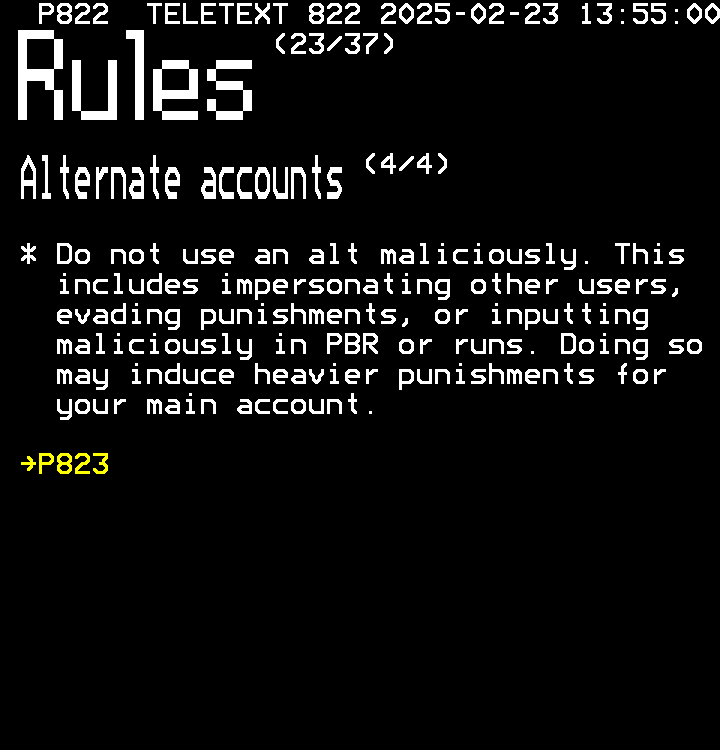 P822 TELETEXT 822 2025-02-23 13:55:00
Rules (23/37)
Alternate accounts (4/4)
* Do not use an alt maliciously. This
includes impersonating other users,
evading punishments, or inputting
maliciously in PBR or runs. Doing so
may induce heavier punishments for
your main account.
→P823